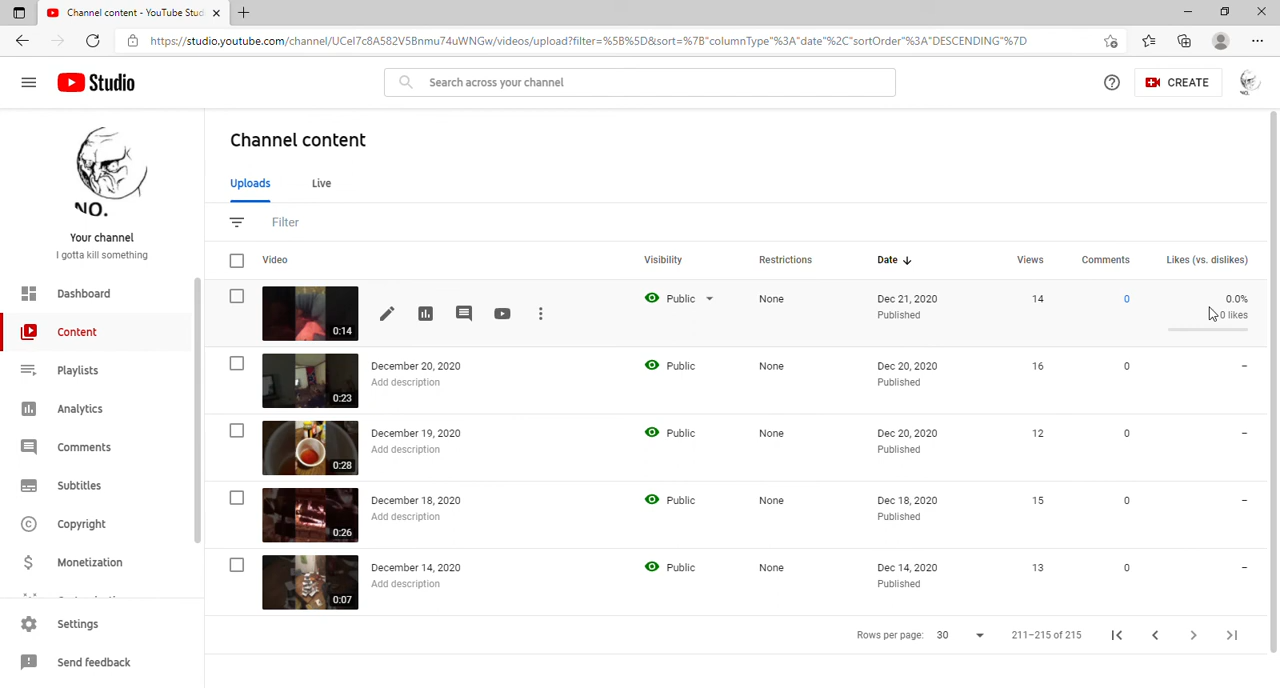 Channel content - YouTube Stud
https://studio.youtube.com/channel/UCel7c8A582V5Bnmu74uWNGw/videos/upload?filter=%5B%5D&sort=%7B"columnType"%3A"date"%2C"sortOrder"%3A"DESCENDING"%7D
Studio
Search across your channel
CREATE
NO.
NO.
Your channel
I gotta kill something
Dashboard
Content
Playlists
Analytics
Comments
Subtitles
Copyright
Monetization
Settings
Send feedback
Channel content
Uploads Live
Filter
Video Visibility Restrictions Date Views Comments Likes (vs. dislikes)
0:14 Public None Dec 21, 2020 14 0 0.0%
Published 0 likes
December 20, 2020 Public None Dec 20, 2020 16 0 –
Add description Published
0:23
December 19, 2020 Public None Dec 20, 2020 12 0 –
Add description Published
0:28
December 18, 2020 Public None Dec 18, 2020 15 0 –
Add description Published
0:26
December 14, 2020 Public None Dec 14, 2020 13 0 –
Add description Published
0:07
Rows per page: 30 211–215 of 215